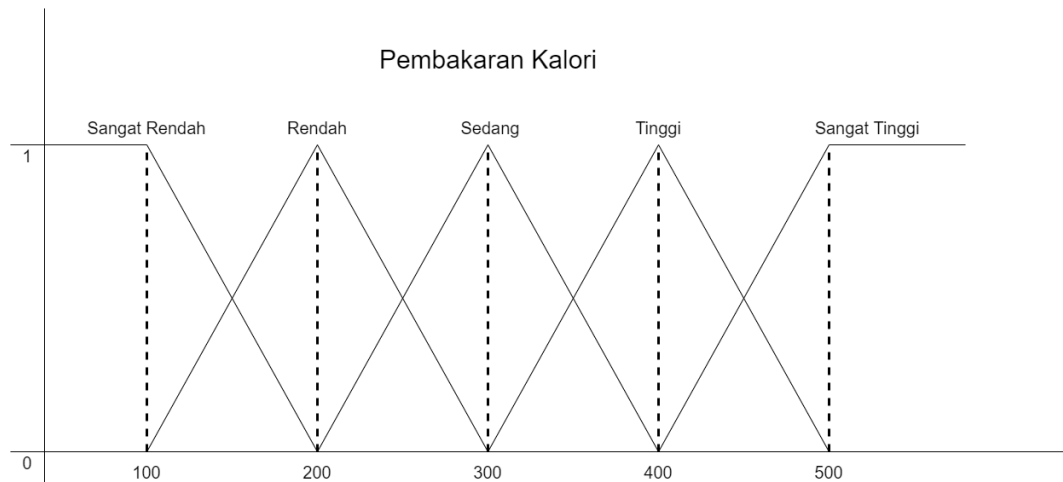 Pembakaran Kalori
Sangat Rendah Rendah Sedang Tinggi Sangat Tinggi
1
0
100 200 300 400 500